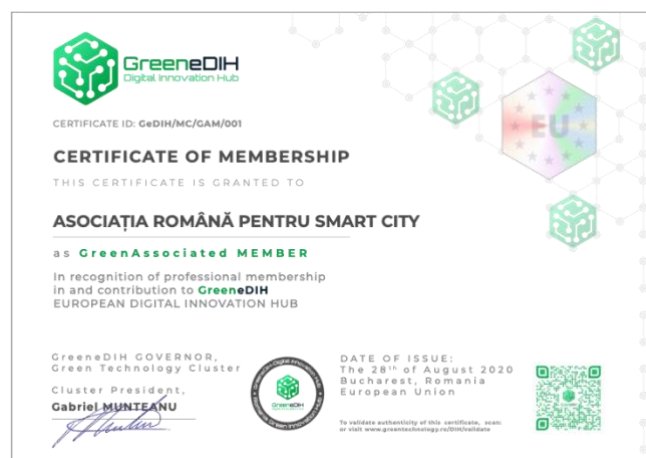 GreeneDIH
Digital Innovation Hub
CERTIFICATE ID: GeDIH/MC/GAM/001
EU
CERTIFICATE OF MEMBERSHIP
THIS CERTIFICATE IS GRANTED TO
ASOCIAȚIA ROMÂNĂ PENTRU SMART CITY
as GreenAssociated MEMBER
In recognition of professional membership
in and contribution to GreeneDIH
EUROPEAN DIGITAL INNOVATION HUB
GreeneDIH GOVERNOR,
Green Technology Cluster
Cluster President,
Gabriel MUNTEANU
GreeneDIH
DATE OF ISSUE:
The 28th of August 2020
Bucharest, Romania
European Union
To validate authenticity of this certificate, scan:
or visit www.greentechnology.ro/DIH/validate